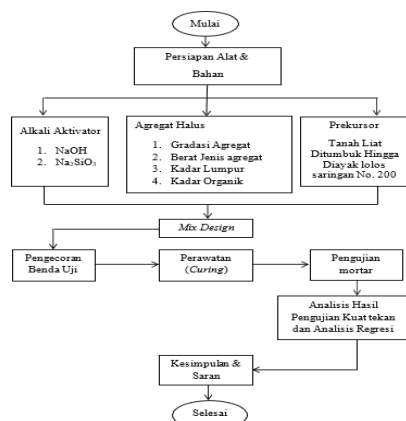 Mulai
Persiapan Alat &
Bahan
Alkali Aktivator
1. NaOH
2. Na₂SiO₃
Agregat Halus
1. Gradasi Agregat
2. Berat Jenis agregat
3. Kadar Lumpur
4. Kadar Organik
Prekursor
Tanah Liat
Ditumbuk Hingga
Diayak lolos
saringan No. 200
Mix Design
Pengecoran
Benda Uji
Perawatan
(Curing)
Pengujian
mortar
Analisis Hasil
Pengujian Kuat tekan
dan Analisis Regresi
Kesimpulan &
Saran
Selesai